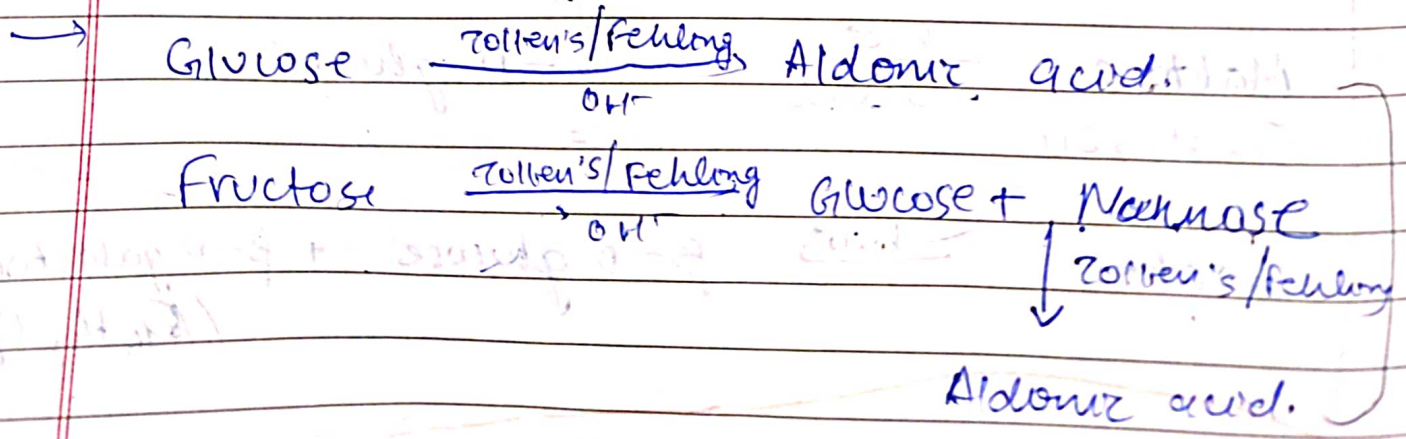 → Glucose Tollen's/Fehling OH⁻ Aldonic acid.
Fructose Tollen's/Fehling OH⁻ Glucose + Mannose
↓ Tollen's/Fehling
Aldonic acid.